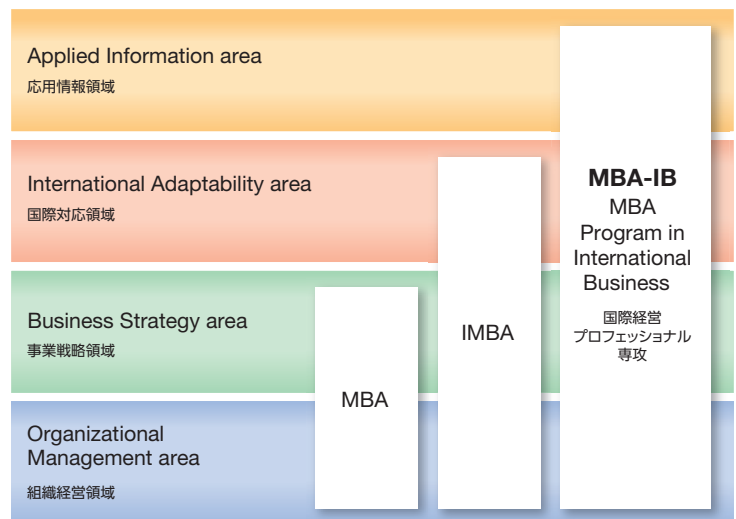 Applied Information area
応用情報領域
International Adaptability area
国際対応領域
Business Strategy area
事業戦略領域
Organizational
Management area
組織経営領域
MBA
IMBA
MBA-IB
MBA
Program in
International
Business
国際経営
プロフェッショナル
専攻